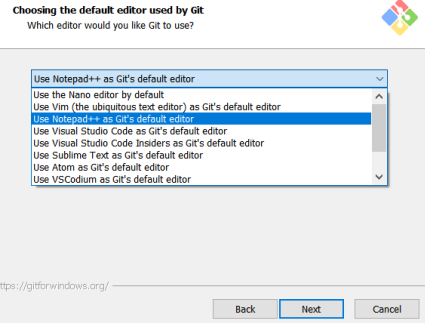 Choosing the default editor used by Git
Which editor would you like Git to use?
Use Notepad++ as Git's default editor
Use the Nano editor by default
Use Vim (the ubiquitous text editor) as Git's default editor
Use Notepad++ as Git's default editor
Use Visual Studio Code as Git's default editor
Use Visual Studio Code Insiders as Git's default editor
Use Sublime Text as Git's default editor
Use Atom as Git's default editor
Use VSCodium as Git's default editor
ttps://gitforwindows.org/
Back Next Cancel